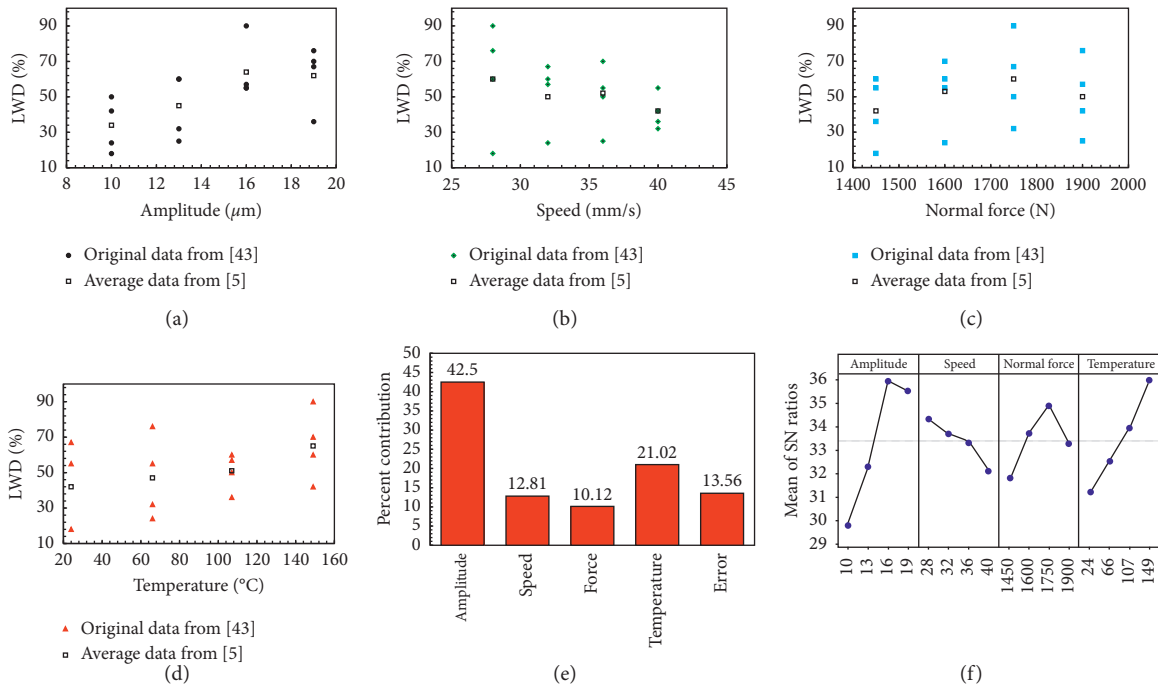 90
70
50
30
10
LWD (%)
8 10 12 14 16 18 20
Amplitude (μm)
Original data from [43]
Average data from [5]
(a)
90
70
50
30
10
LWD (%)
25 30 35 40 45
Speed (mm/s)
Original data from [43]
Average data from [5]
(b)
90
70
50
30
10
LWD (%)
1400 1500 1600 1700 1800 1900 2000
Normal force (N)
Original data from [43]
Average data from [5]
(c)
90
70
50
30
10
LWD (%)
20 40 60 80 100 120 140 160
Temperature (°C)
Original data from [43]
Average data from [5]
(d)
50
45
40
35
30
25
20
15
10
5
0
Percent contribution
42.5
12.81
10.12
21.02
13.56
Amplitude
Speed
Force
Temperature
Error
(e)
Amplitude Speed Normal force Temperature
36
35
34
33
32
31
30
29
Mean of SN ratios
10 13 16 19 28 32 36 40 1450 1600 1750 1900 24 66 107 149
(f)